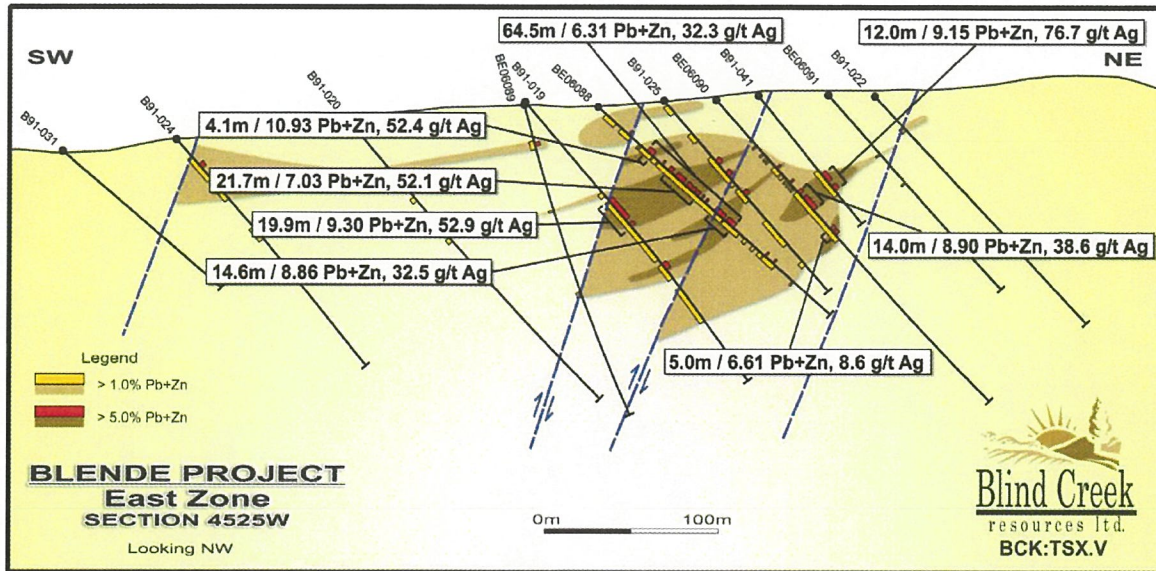 64.5m / 6.31 Pb+Zn, 32.3 g/t Ag
12.0m / 9.15 Pb+Zn, 76.7 g/t Ag
SW
NE
B91-031
B91-024
B91-020
BE06089
B91-019
BE06088
B91-025
BE06090
B91-041
BE06091
B91-022
4.1m / 10.93 Pb+Zn, 52.4 g/t Ag
21.7m / 7.03 Pb+Zn, 52.1 g/t Ag
19.9m / 9.30 Pb+Zn, 52.9 g/t Ag
14.6m / 8.86 Pb+Zn, 32.5 g/t Ag
14.0m / 8.90 Pb+Zn, 38.6 g/t Ag
5.0m / 6.61 Pb+Zn, 8.6 g/t Ag
Legend
> 1.0% Pb+Zn
> 5.0% Pb+Zn
BLENDE PROJECT
East Zone
SECTION 4525W
Looking NW
0m 100m
Blind Creek
resources ltd.
BCK:TSX.V